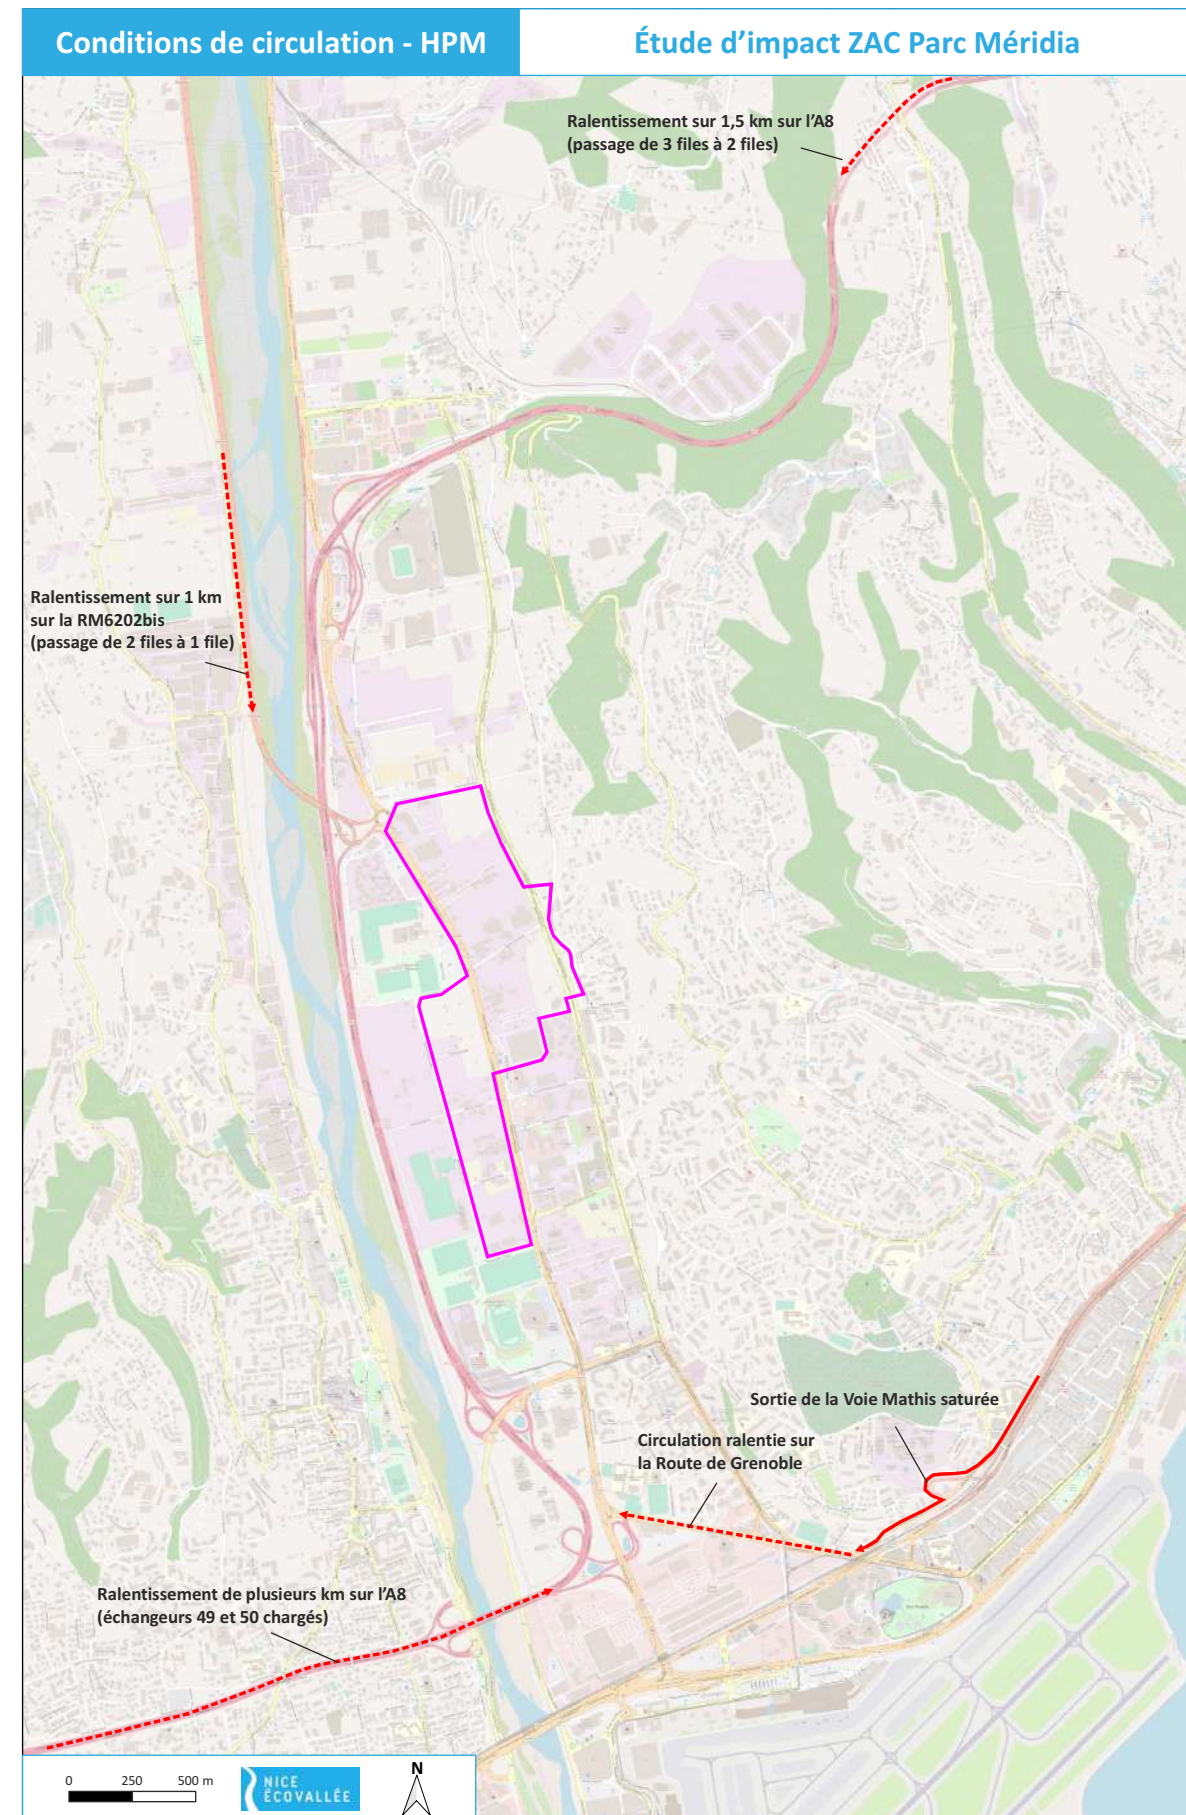 Conditions de circulation - HPM
Étude d'impact ZAC Parc Méridia
Ralentissement sur 1,5 km sur l'A8
(passage de 3 files à 2 files)
Ralentissement sur 1 km
sur la RM6202bis
(passage de 2 files à 1 file)
Sortie de la Voie Mathis saturée
Circulation ralentie sur
la Route de Grenoble
Ralentissement de plusieurs km sur l'A8
(échangeurs 49 et 50 chargés)
0 250 500 m
NICE
ÉCOVALLÉE
N